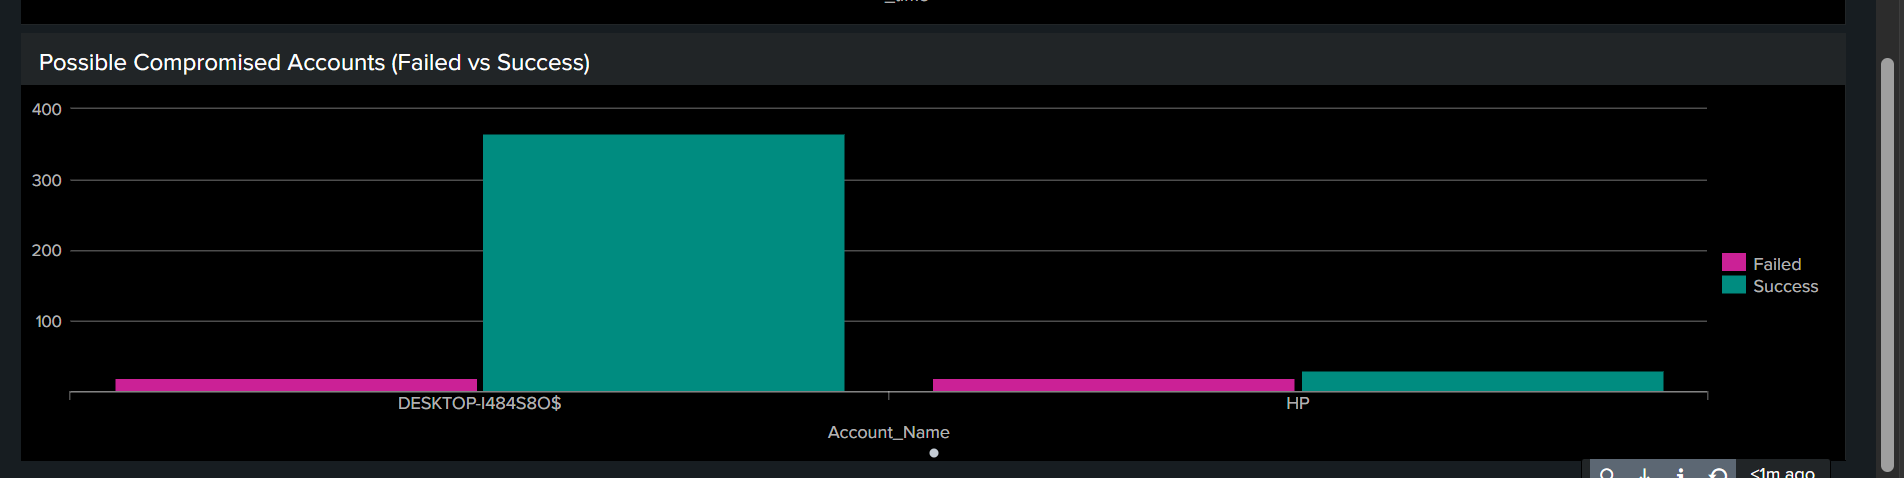 Possible Compromised Accounts (Failed vs Success)
400
300
200
100
Failed
Success
DESKTOP-I484S8O$
HP
Account_Name
<1m ago